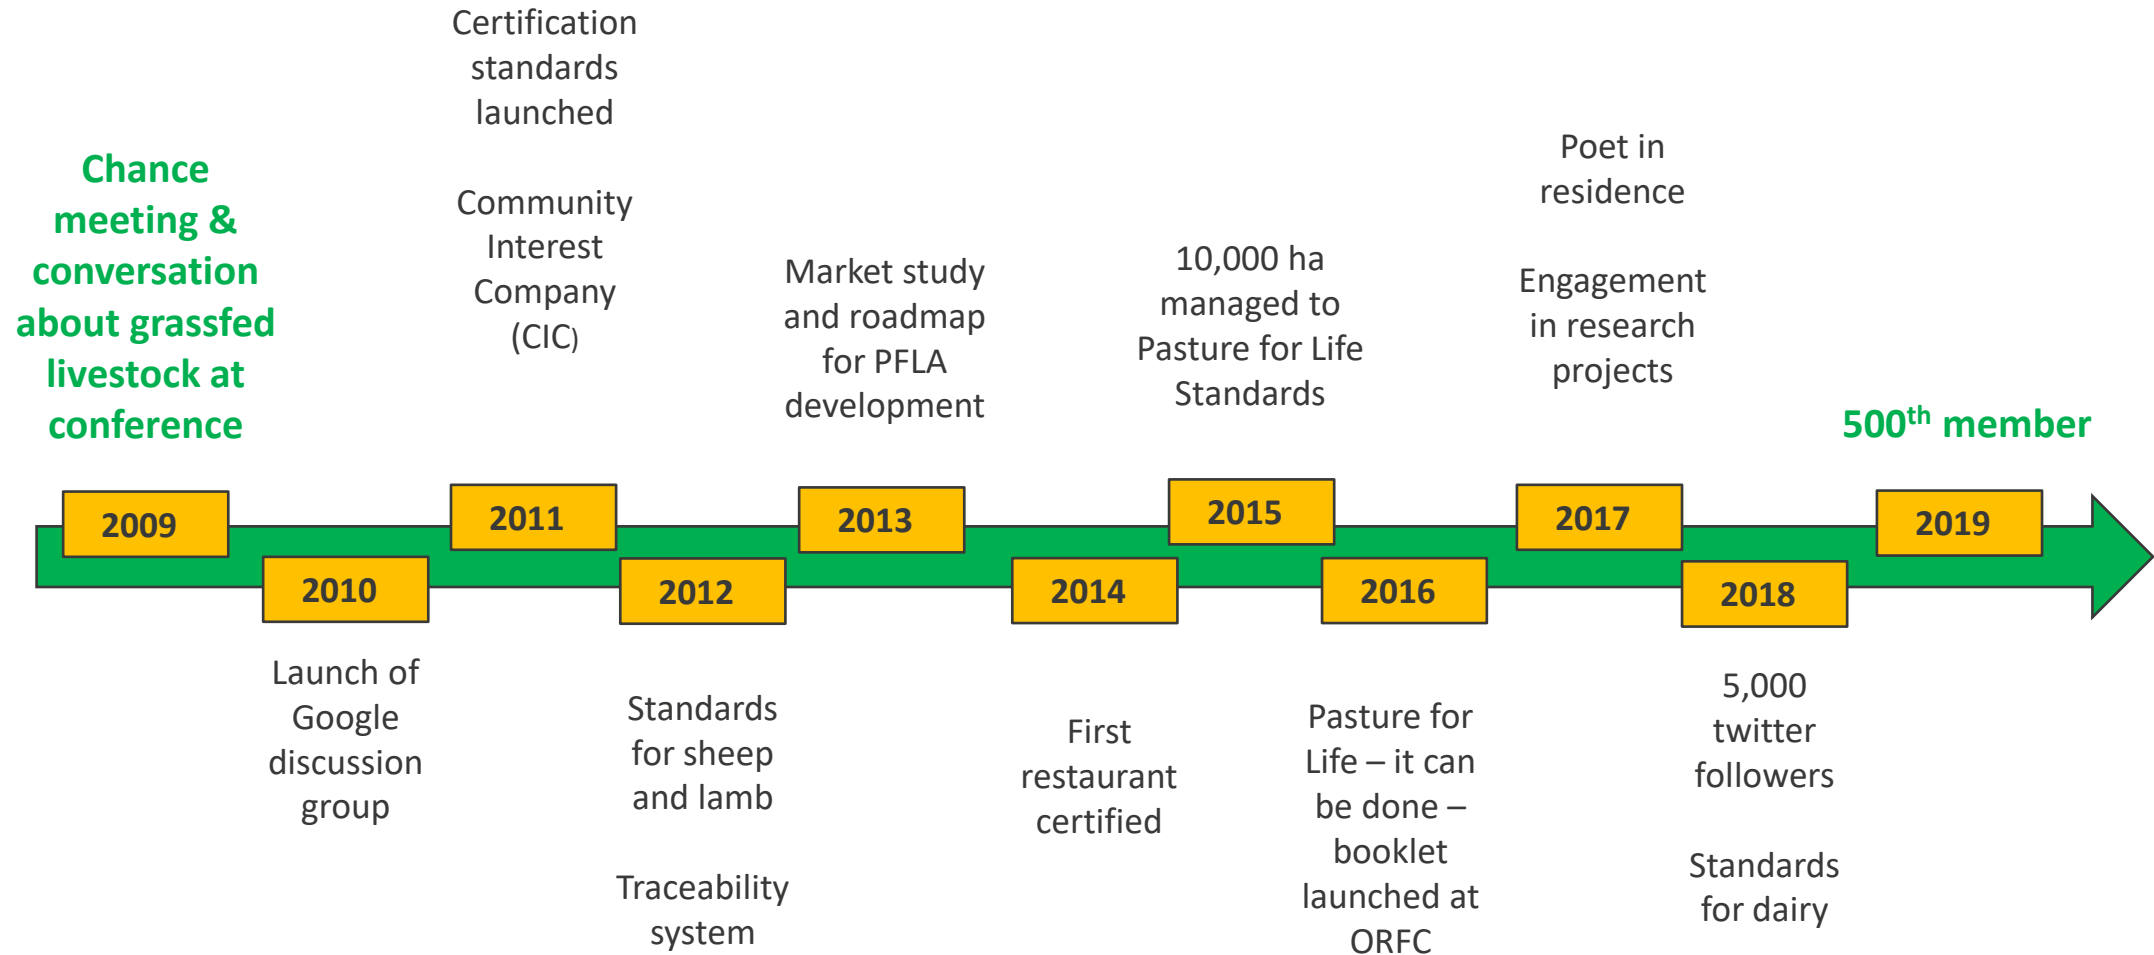 Chance
meeting &
conversation
about grassfed
livestock at
conference
Certification
standards
launched
Community
Interest
Company
(CIC)
Market study
and roadmap
for PFLA
development
10,000 ha
managed to
Pasture for Life
Standards
Poet in
residence
Engagement
in research
projects
500th member
2009
2011
2013
2015
2017
2019
2010
2012
2014
2016
2018
Launch of
Google
discussion
group
Standards
for sheep
and lamb
Traceability
system
First
restaurant
certified
Pasture for
Life – it can
be done –
booklet
launched at
ORFC
5,000
twitter
followers
Standards
for dairy